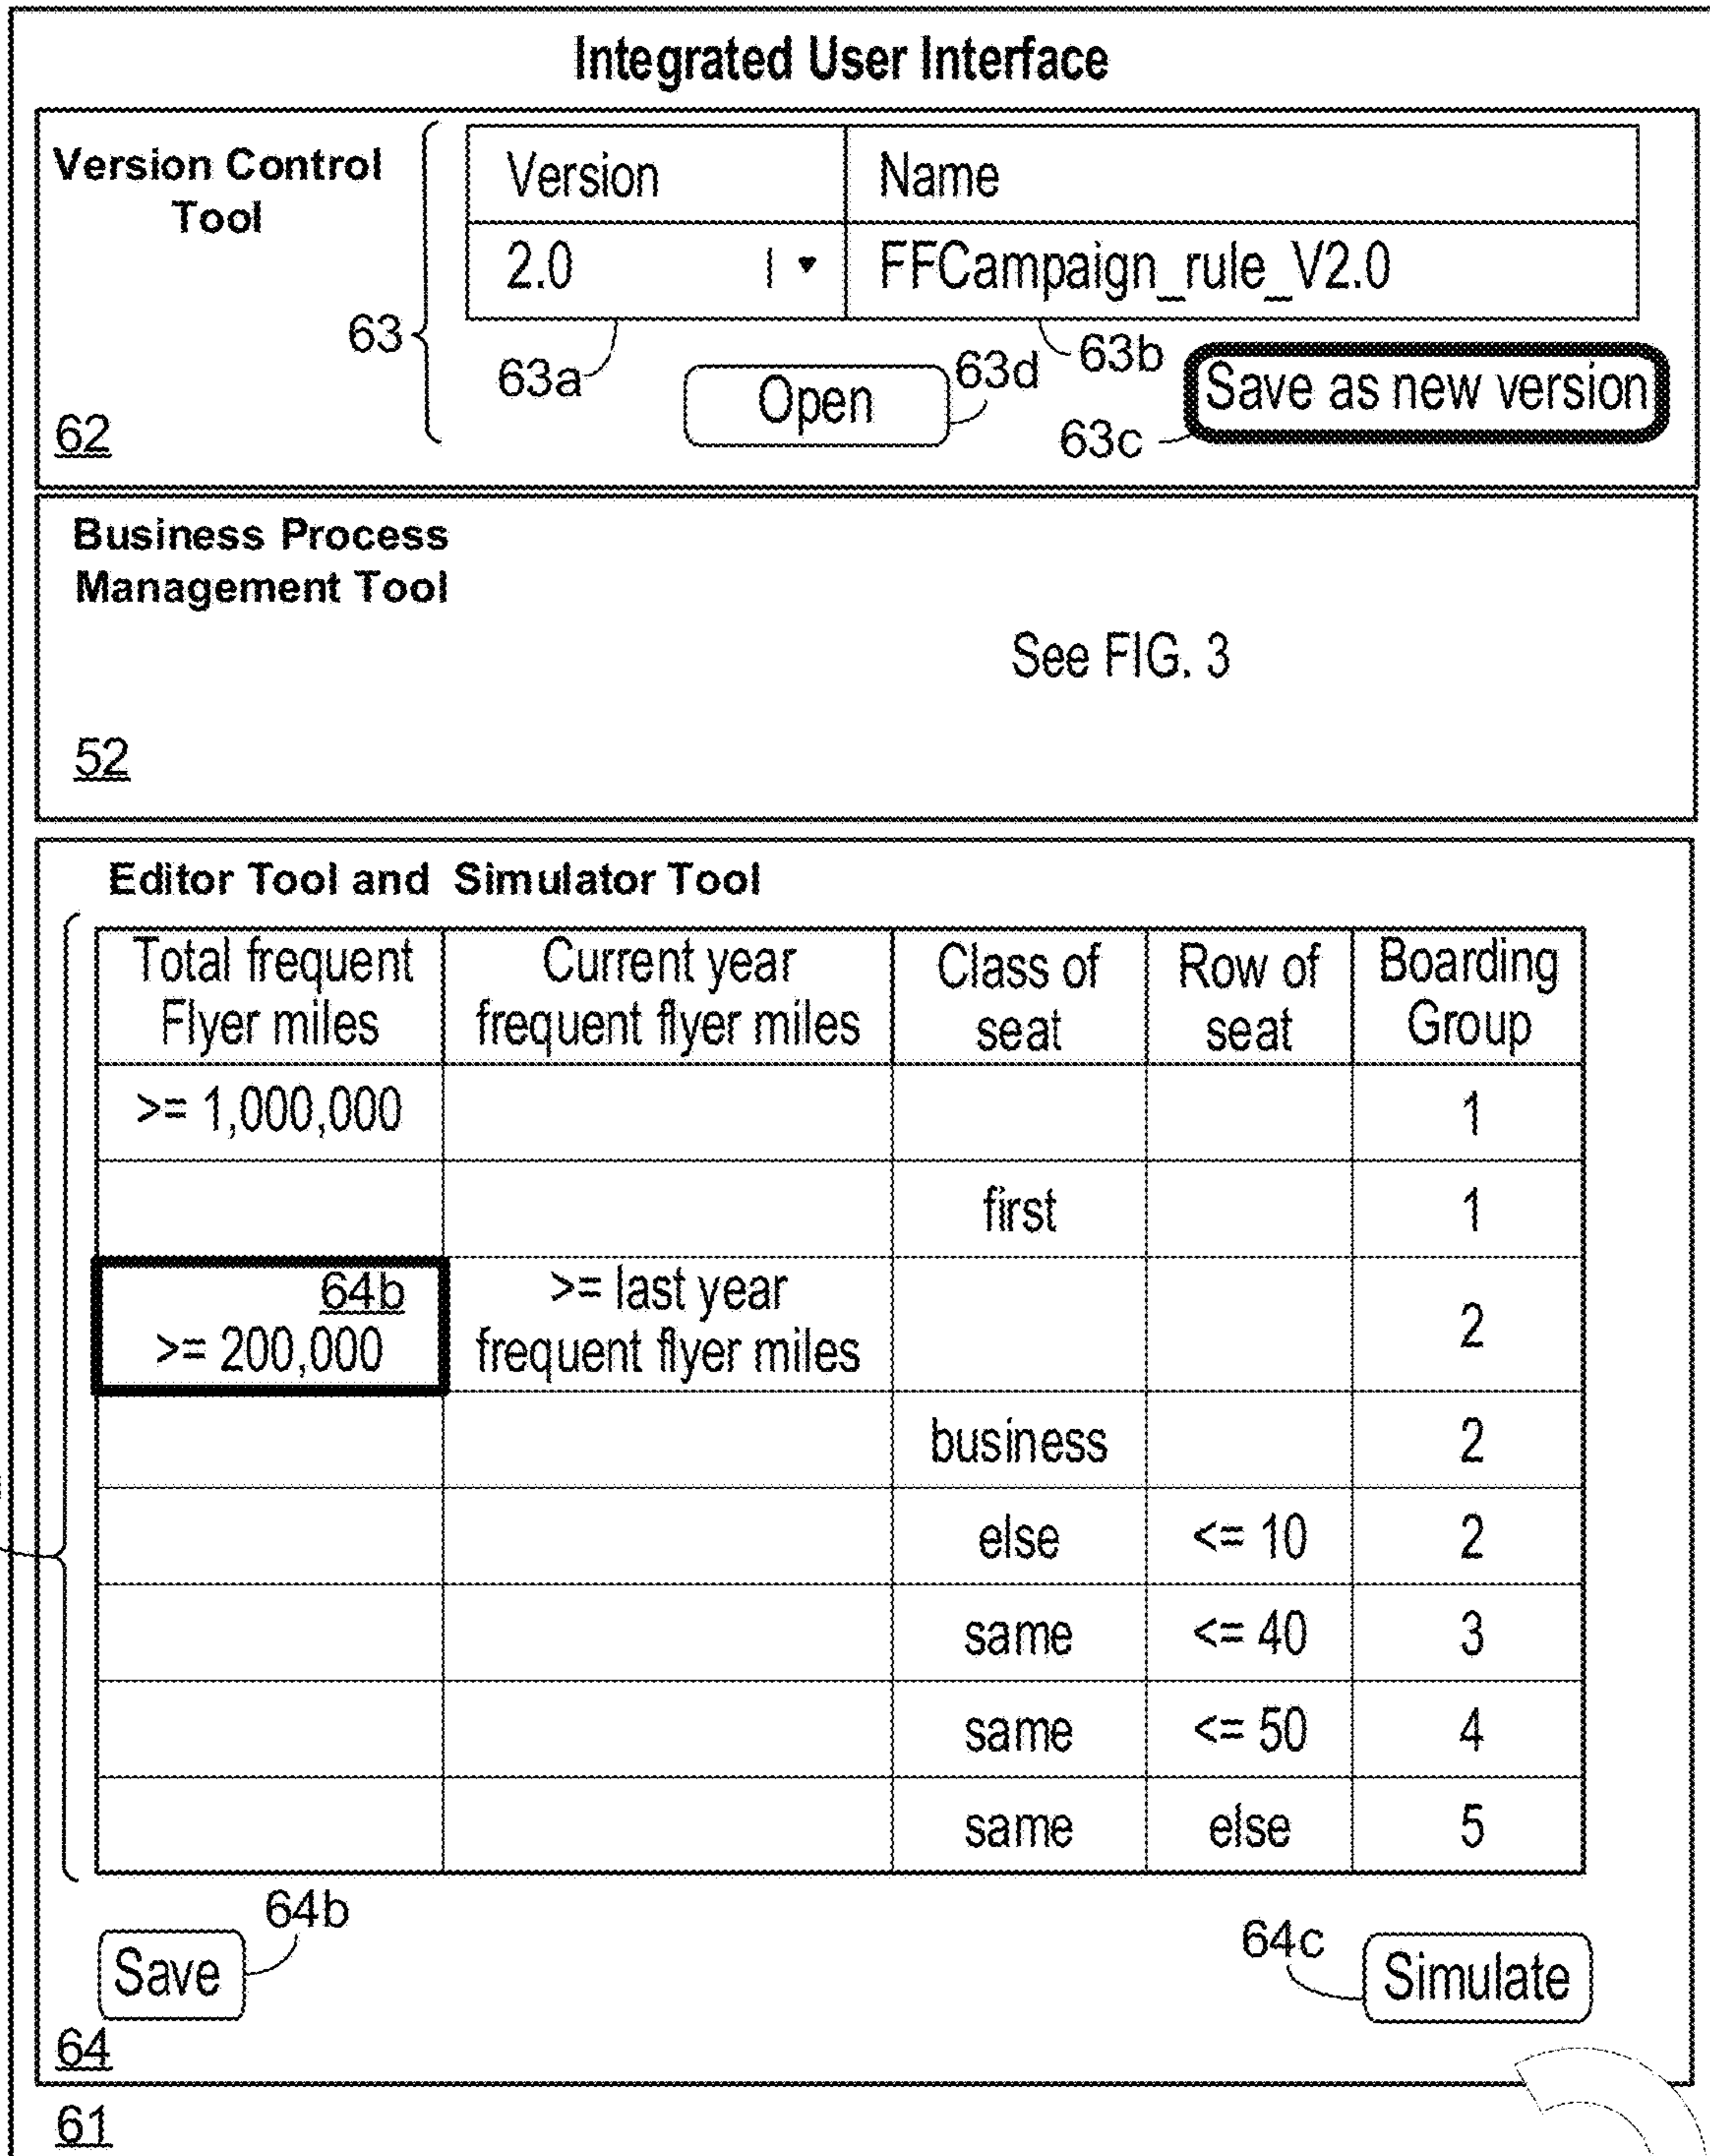 Integrated User Interface
Version Control
Tool
Version Name
2.0 FFCampaign_rule_V2.0
63
63a
63b
Open
63d
Save as new version
63c
62
Business Process
Management Tool
See FIG. 3
52
Editor Tool and Simulator Tool
Total frequent
Flyer miles
Current year
frequent flyer miles
Class of
seat
Row of
seat
Boarding
Group
>= 1,000,000 1
first 1
64b
>= 200,000
>= last year
frequent flyer miles
2
business 2
else <= 10 2
same <= 40 3
same <= 50 4
same else 5
Save
64b
64c
Simulate
64
61